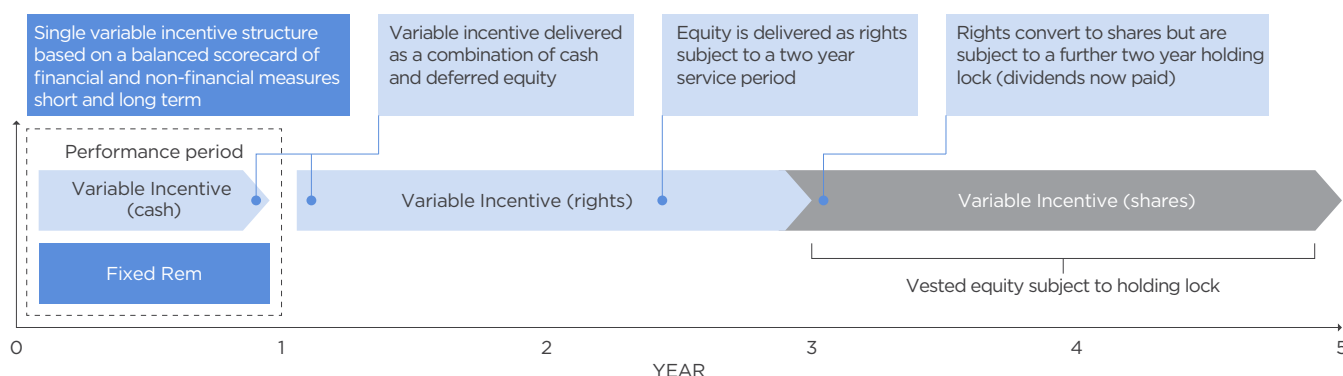 Single variable incentive structure
based on a balanced scorecard of
financial and non-financial measures
short and long term
Variable incentive delivered
as a combination of cash
and deferred equity
Equity is delivered as rights
subject to a two year
service period
Rights convert to shares but are
subject to a further two year holding
lock (dividends now paid)
Performance period
Variable Incentive
(cash)
Variable Incentive (rights)
Variable Incentive (shares)
Fixed Rem
Vested equity subject to holding lock
0 1 2 3 4 5
YEAR